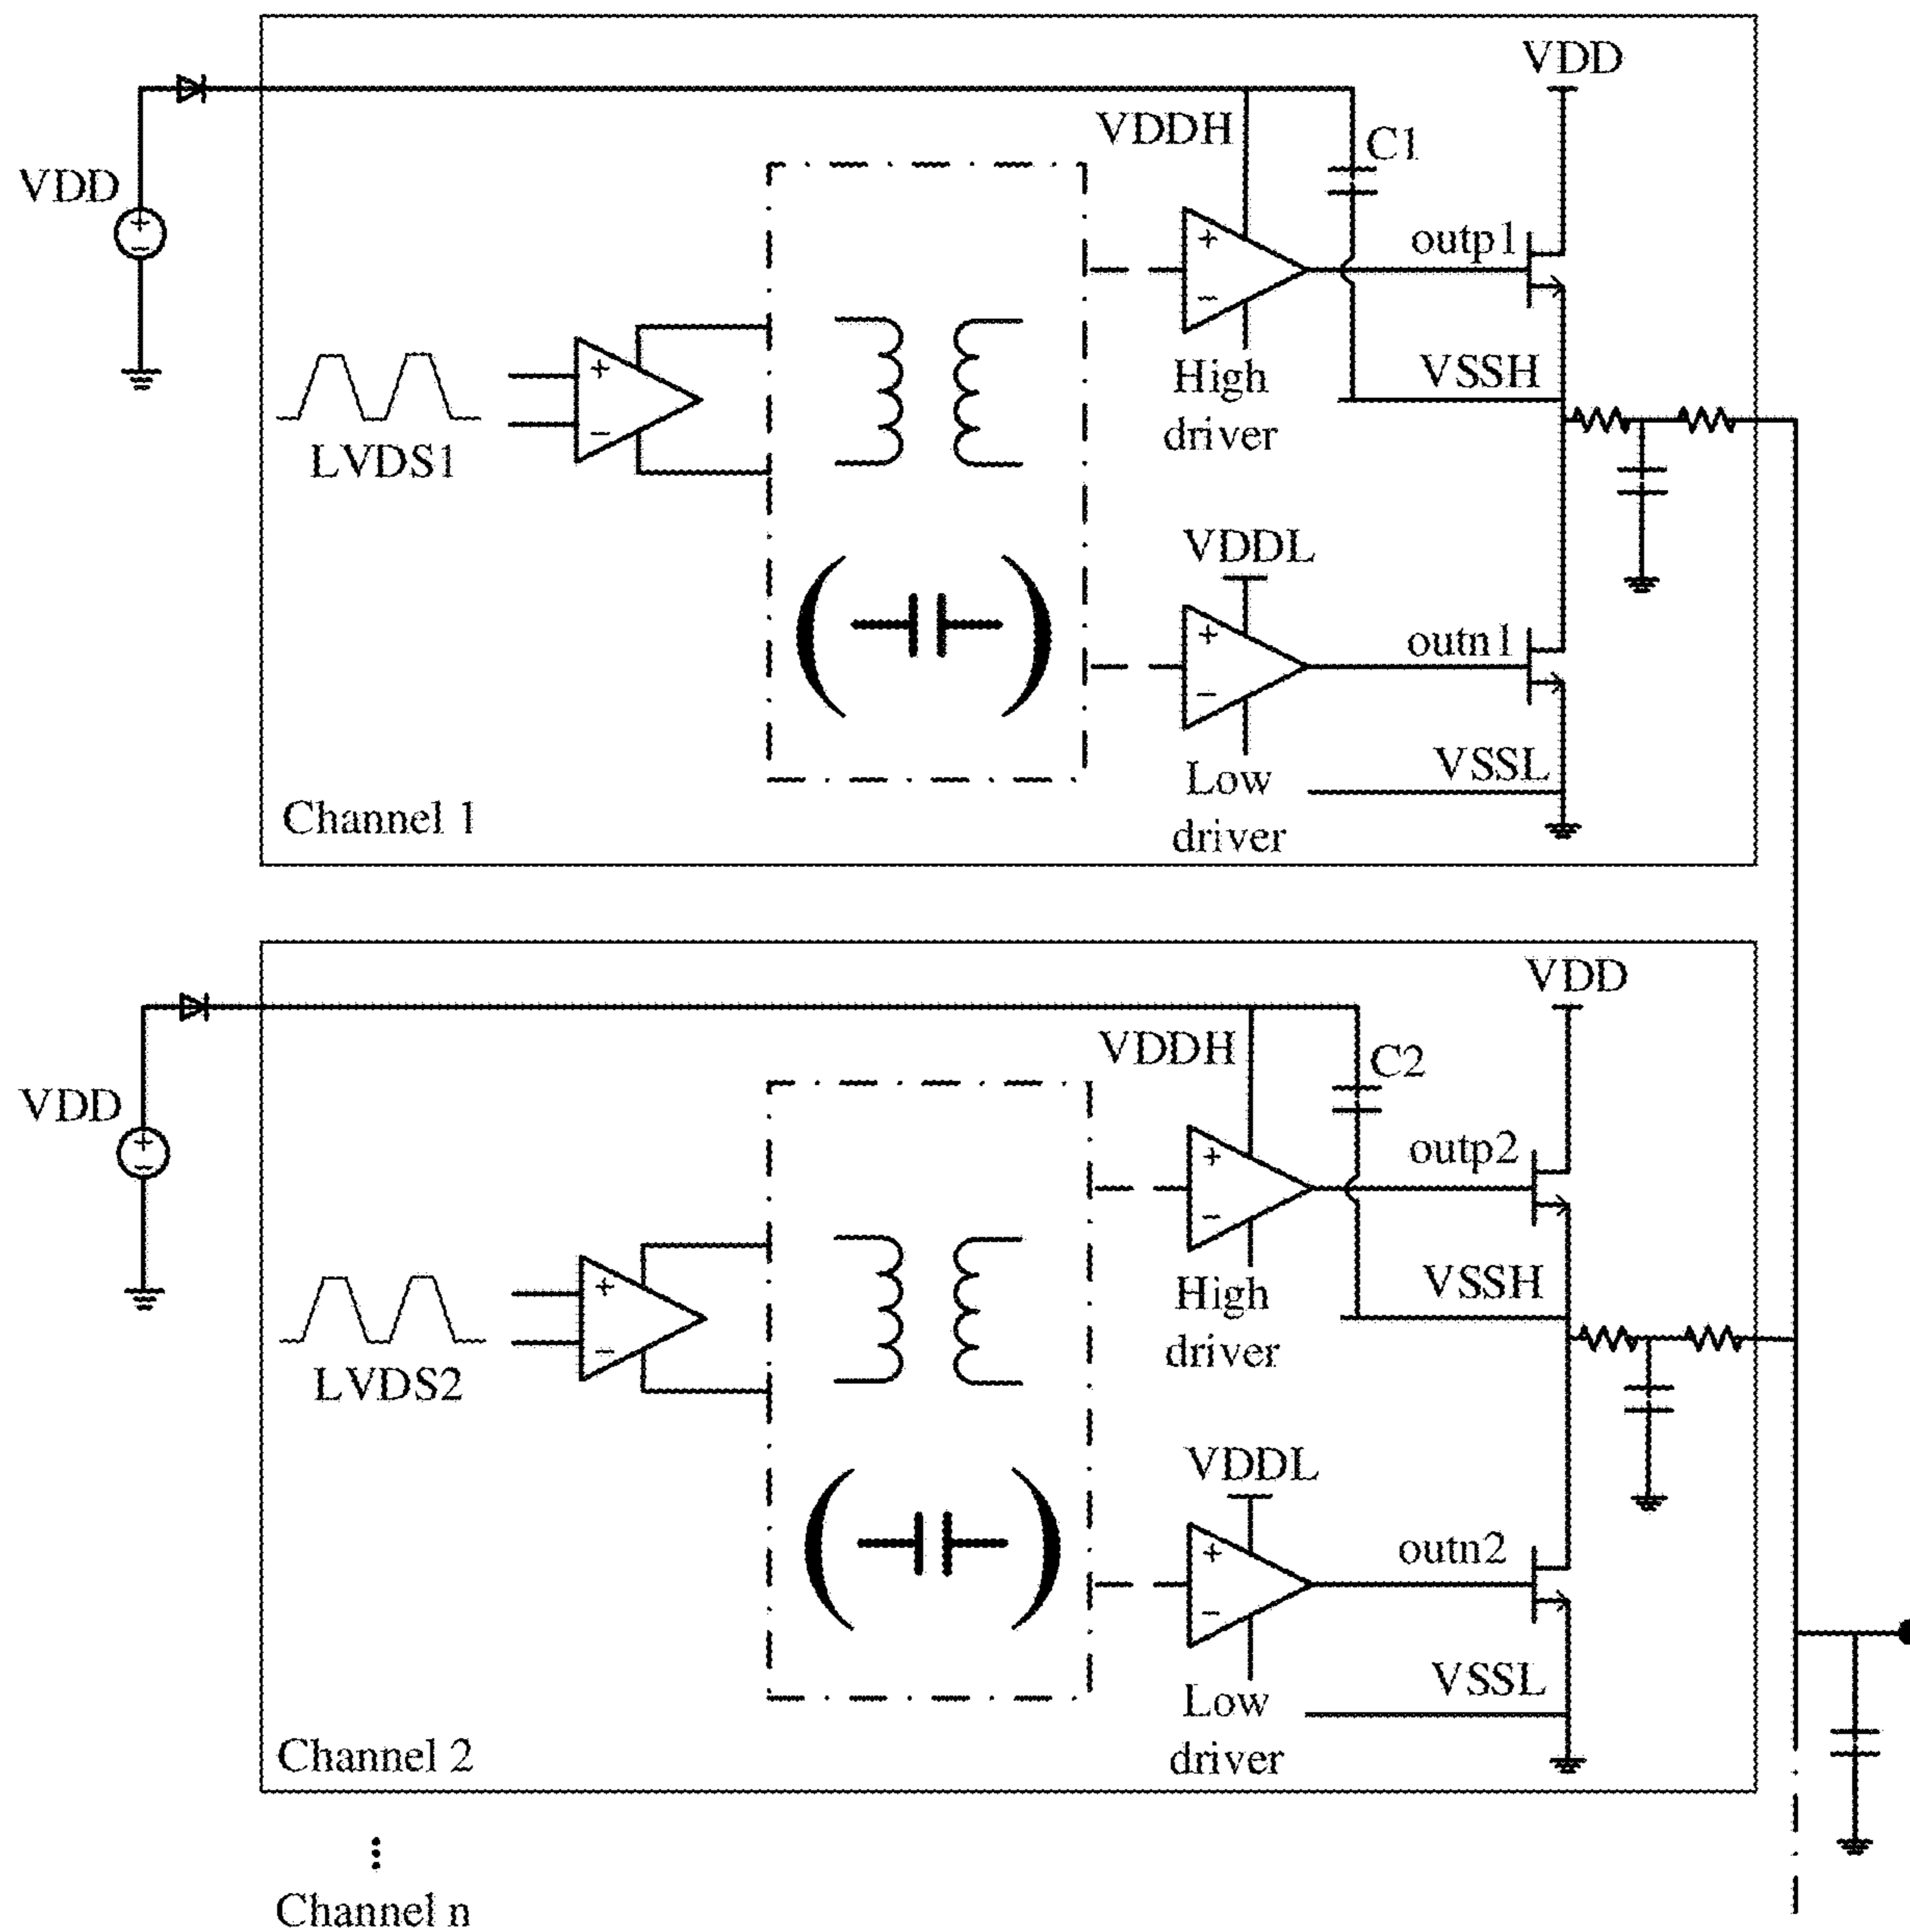 VDD
VDDH
C1
VDD
outp1
VSSH
High
driver
LVDS1
VDDL
outn1
VSSL
Low
driver
Channel 1
VDD
VDDH
C2
VDD
outp2
VSSH
High
driver
LVDS2
VDDL
outn2
VSSL
Low
driver
Channel 2
Channel n